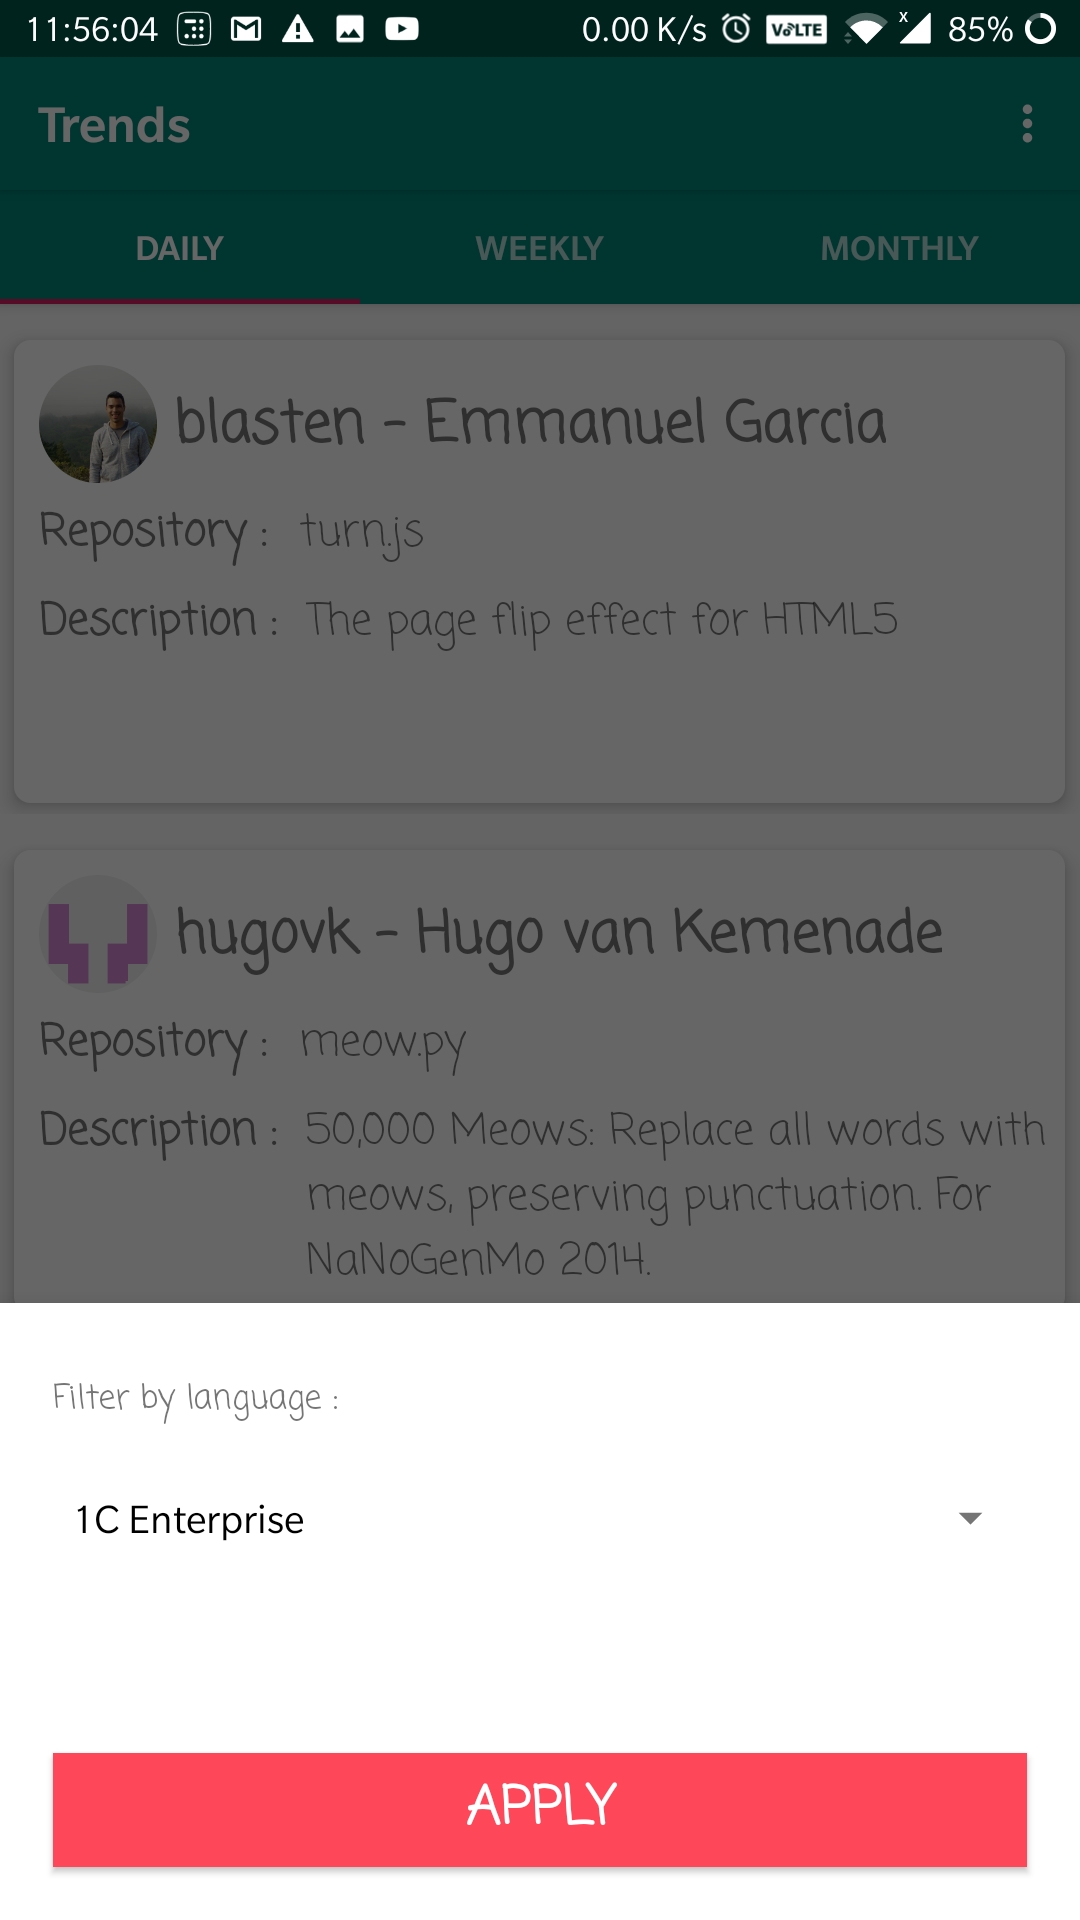 11:56:04 0.00 K/s VoLTE x 85%
Trends
DAILY WEEKLY MONTHLY
blasten - Emmanuel Garcia
Repository : turn.js
Description : The page flip effect for HTML5
hugovk - Hugo van Kemenade
Repository : meow.py
Description : 50,000 Meows: Replace all words with
meows, preserving punctuation. For
NaNoGenMo 2014.
Filter by language :
1C Enterprise
APPLY